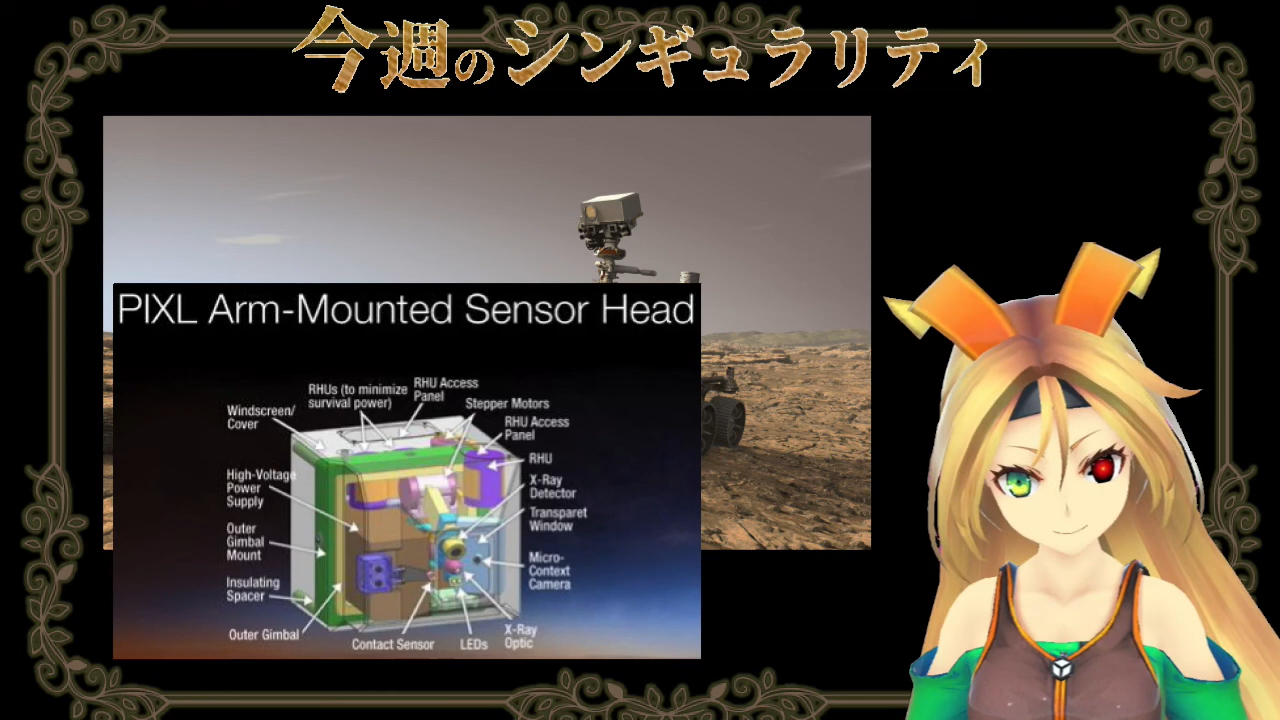 今週のシンギュラリティ
PIXL Arm-Mounted Sensor Head
RHUs (to minimize
survival power)
RHU Access
Panel
Stepper Motors
Windscreen/
Cover
RHU Access
Panel
RHU
High-Voltage
Power
Supply
X-Ray
Detector
Transparet
Window
Outer
Gimbal
Mount
Micro-
Context
Camera
Insulating
Spacer
Outer Gimbal
Contact Sensor
LEDs
X-Ray
Optic